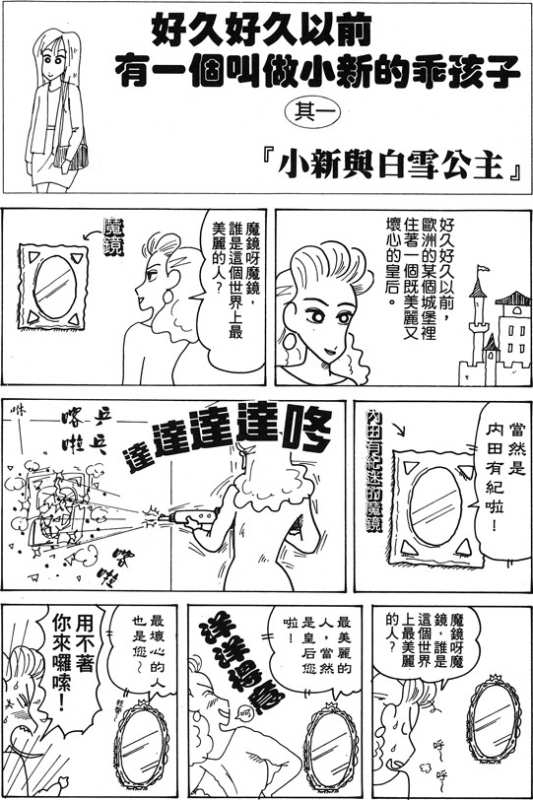 好久好久以前
有一個叫做小新的乖孩子
其一
『小新與白雪公主』
好久好久以前，
歐洲的某個城堡裡
住著一個既美麗又
壞心的皇后。
魔鏡呀魔鏡，
誰是這個世界上最
美麗的人？
魔鏡
當然是
内田有紀啦！
內田有紀迷的魔鏡
咚達達達達
乒乓
喀啦
咻
喀啦
魔鏡呀魔
鏡，誰是
這個世界
上最美麗
的人？
呼～
呼～
最美麗的
人，當然
是皇后您
啦！
洋洋得意
最壞心的人
也是您～
用不著
你來囉嗦！